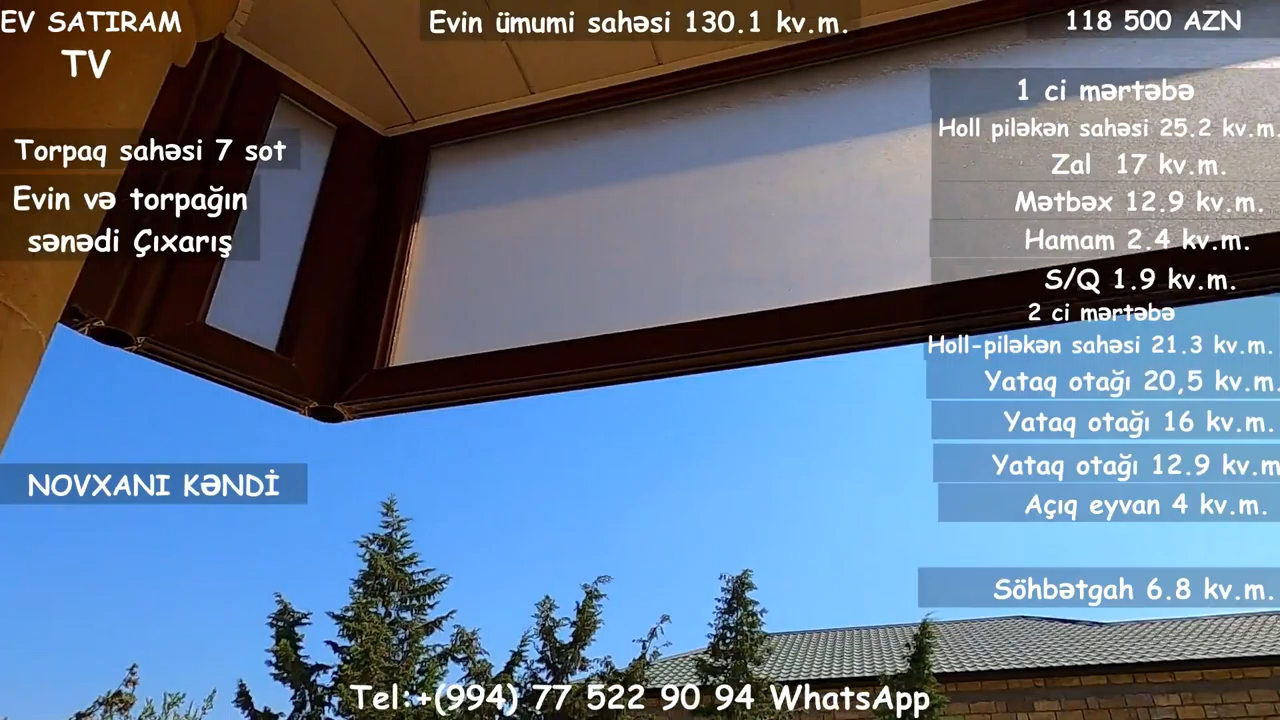 EV SATIRAM
TV
Evin ümumi sahəsi 130.1 kv.m.
118 500 AZN
Torpaq sahəsi 7 sot
Evin və torpağın
sənədi Çıxarış
NOVXANI KƏNDİ
1 ci mərtəbə
Holl piləkən sahəsi 25.2 kv.m.
Zal 17 kv.m.
Mətbəx 12.9 kv.m.
Hamam 2.4 kv.m.
S/Q 1.9 kv.m.
2 ci mərtəbə
Holl-piləkən sahəsi 21.3 kv.m.
Yataq otağı 20,5 kv.m.
Yataq otağı 16 kv.m.
Yataq otağı 12.9 kv.m
Açıq eyvan 4 kv.m.
Söhbətgah 6.8 kv.m.
Tel:+(994) 77 522 90 94 WhatsApp